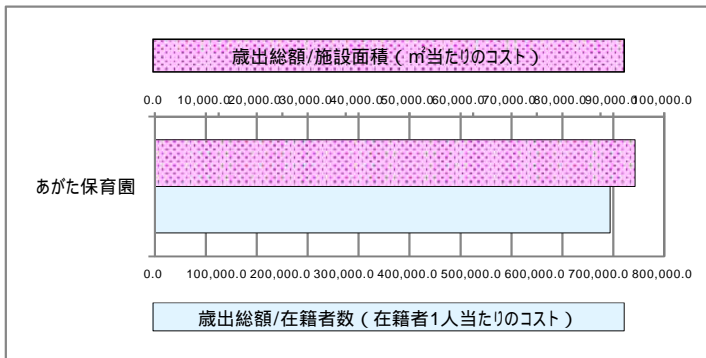 歳出総額/施設面積（㎡当たりのコスト）
0.0 10,000.0 20,000.0 30,000.0 40,000.0 50,000.0 60,000.0 70,000.0 80,000.0 90,000.0 100,000.0
あがた保育園
0.0 100,000.0 200,000.0 300,000.0 400,000.0 500,000.0 600,000.0 700,000.0 800,000.0
歳出総額/在籍者数（在籍者1人当たりのコスト）